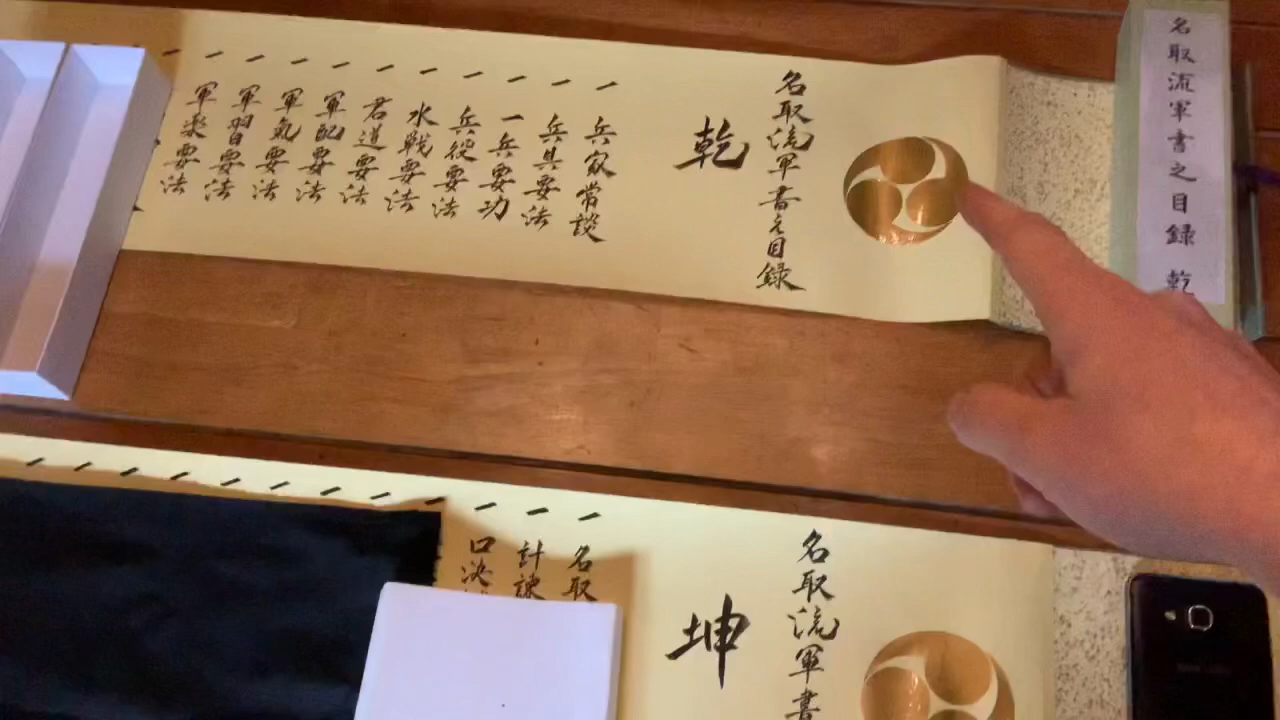 名取流軍書之目録 乾
名取流軍書之目録
乾
一 兵家常談
一 兵具要法
一 一兵要功
一 兵役要法
一 水戦要法
一 君道要法
一 軍配要法
一 軍氣要法
一 軍習要法
一 軍楽要法
名取流軍書
坤
一 名取
一 計謀
一 口決